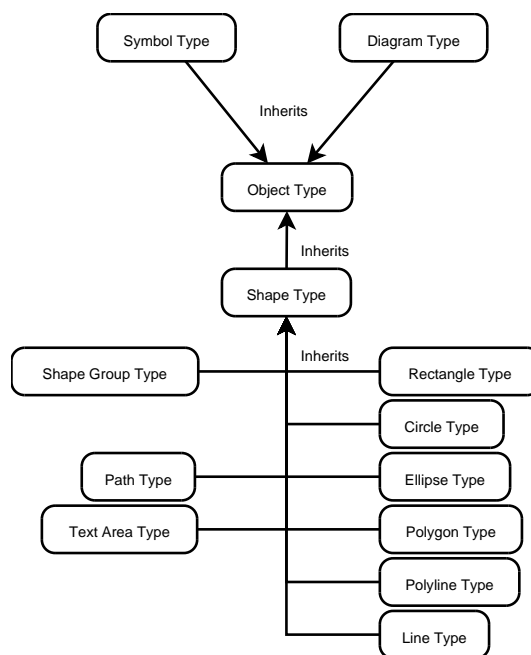 Symbol Type
Diagram Type
Inherits
Object Type
Inherits
Shape Type
Inherits
Shape Group Type
Rectangle Type
Circle Type
Path Type
Ellipse Type
Text Area Type
Polygon Type
Polyline Type
Line Type